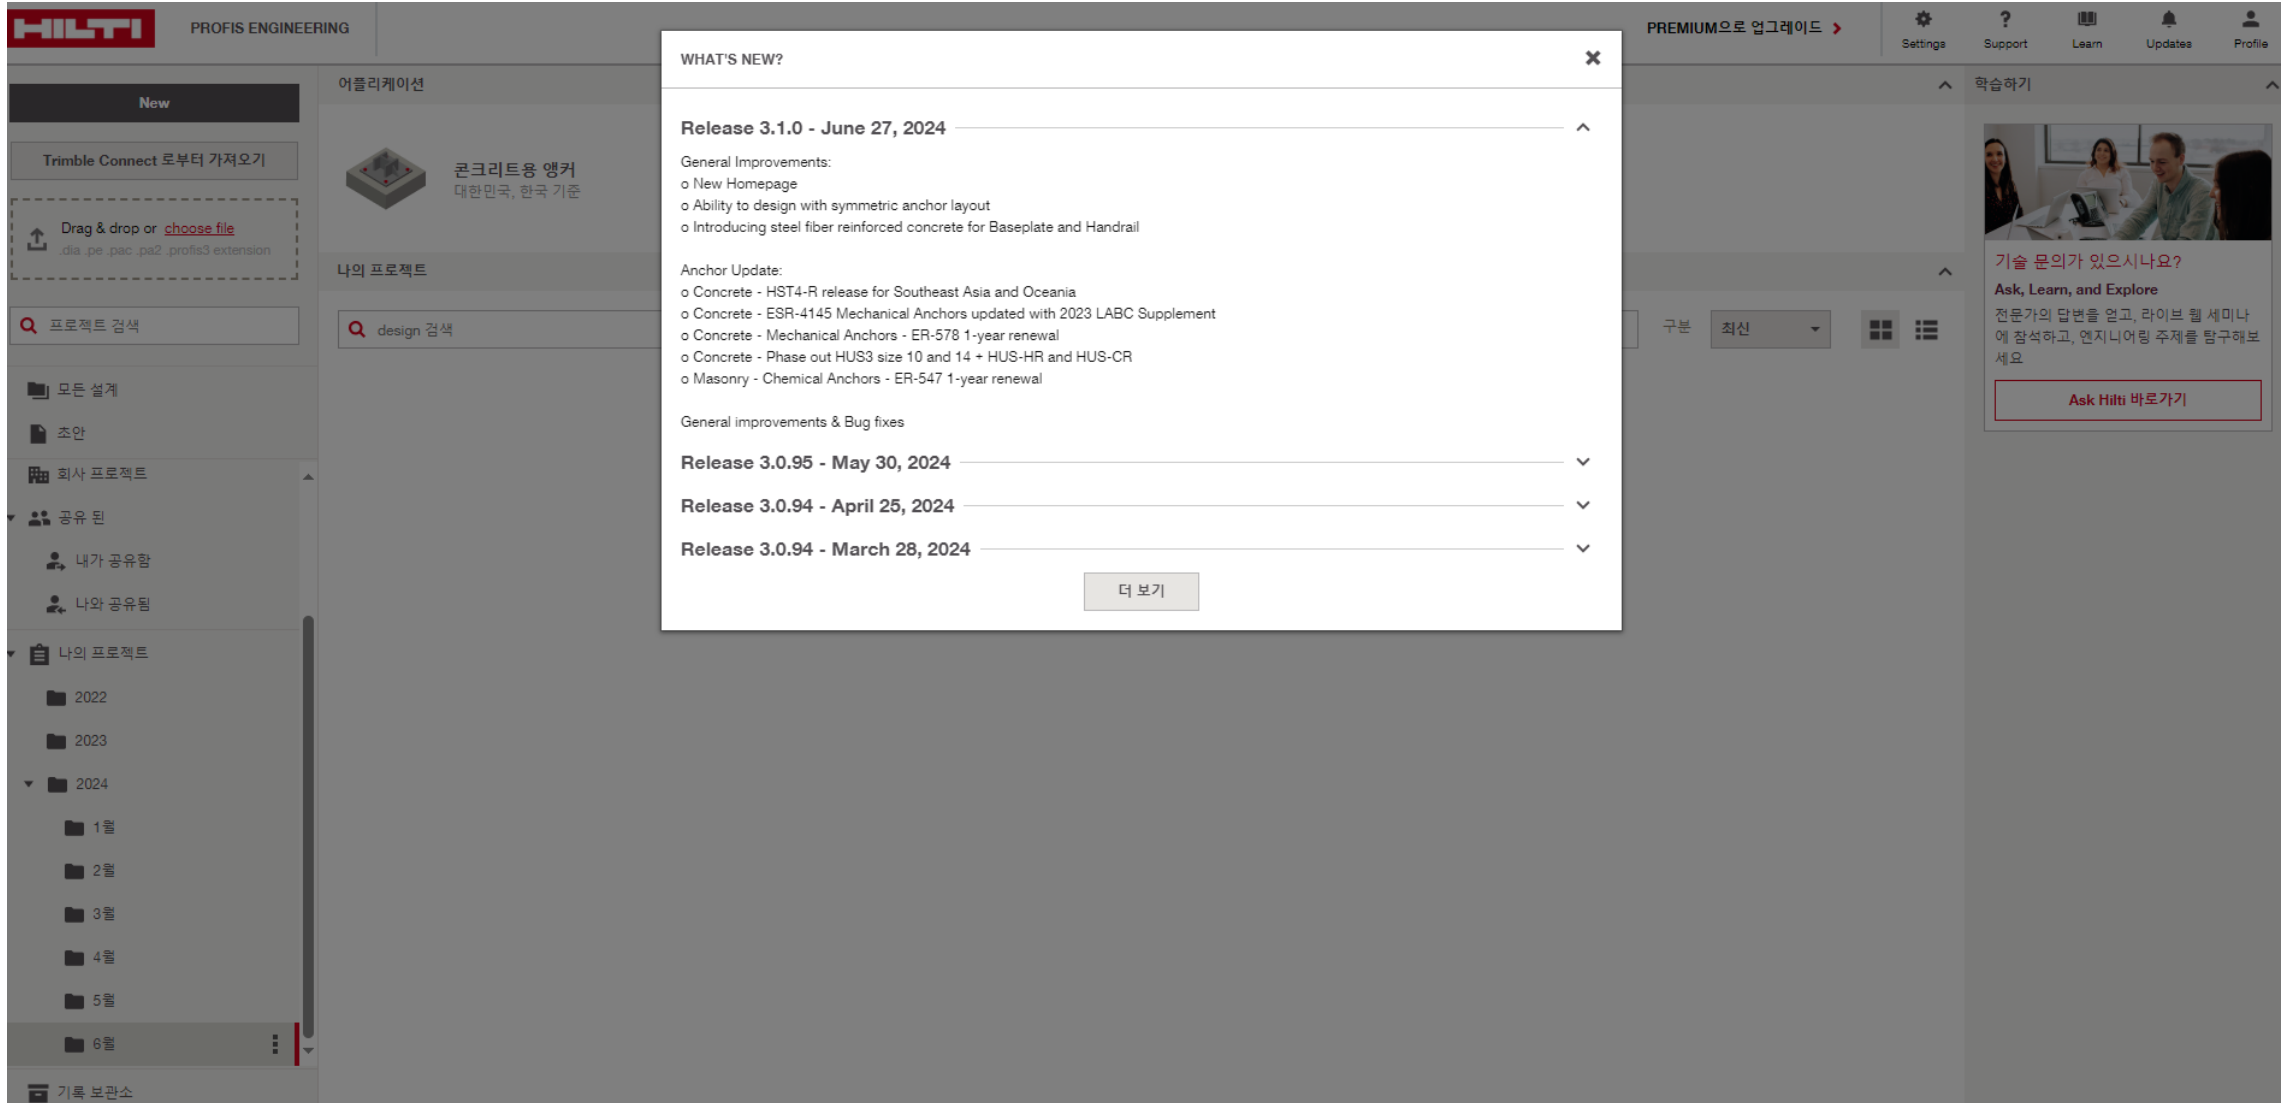 HILTI
PROFIS ENGINEERING
PREMIUM으로 업그레이드
Settings
Support
Learn
Updates
Profile
New
Trimble Connect 로부터 가져오기
Drag & drop or choose file
.dia .pe .pac .pa2 .profis3 extension
프로젝트 검색
모든 설계
초안
회사 프로젝트
공유 된
내가 공유함
나와 공유됨
나의 프로젝트
2022
2023
2024
1월
2월
3월
4월
5월
6월
기록 보관소
어플리케이션
콘크리트용 앵커
대한민국, 한국 기준
나의 프로젝트
design 검색
구분
최신
WHAT'S NEW?
Release 3.1.0 - June 27, 2024
General Improvements:
o New Homepage
o Ability to design with symmetric anchor layout
o Introducing steel fiber reinforced concrete for Baseplate and Handrail
Anchor Update:
o Concrete - HST4-R release for Southeast Asia and Oceania
o Concrete - ESR-4145 Mechanical Anchors updated with 2023 LABC Supplement
o Concrete - Mechanical Anchors - ER-578 1-year renewal
o Concrete - Phase out HUS3 size 10 and 14 + HUS-HR and HUS-CR
o Masonry - Chemical Anchors - ER-547 1-year renewal
General improvements & Bug fixes
Release 3.0.95 - May 30, 2024
Release 3.0.94 - April 25, 2024
Release 3.0.94 - March 28, 2024
더 보기
학습하기
기술 문의가 있으시나요?
Ask, Learn, and Explore
전문가의 답변을 얻고, 라이브 웹 세미나
에 참석하고, 엔지니어링 주제를 탐구해보
세요
Ask Hilti 바로가기